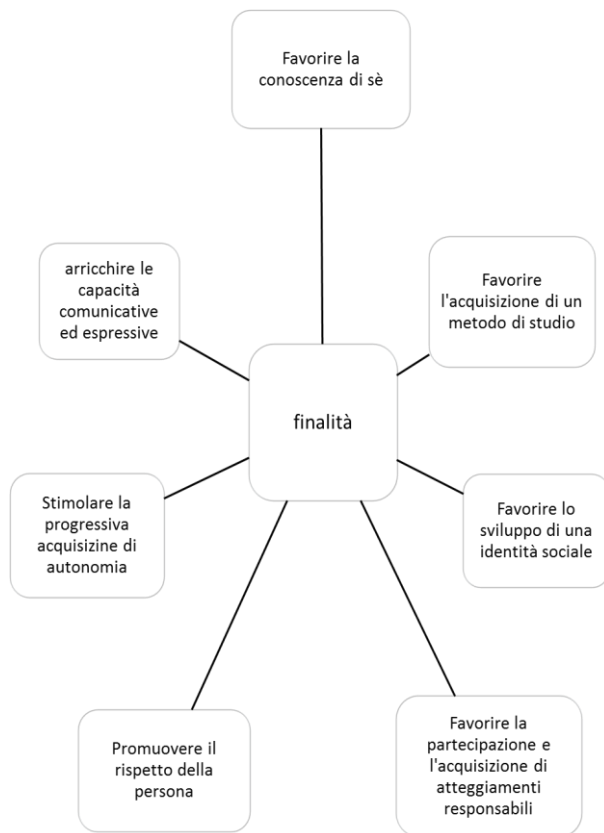 Favorire la
conoscenza di sè
arricchire le
capacità
comunicative
ed espressive
Favorire
l'acquisizione di un
metodo di studio
finalità
Stimolare la
progressiva
acquisizine di
autonomia
Favorire lo
sviluppo di una
identità sociale
Promuovere il
rispetto della
persona
Favorire la
partecipazione e
l'acquisizione di
atteggiamenti
responsabili